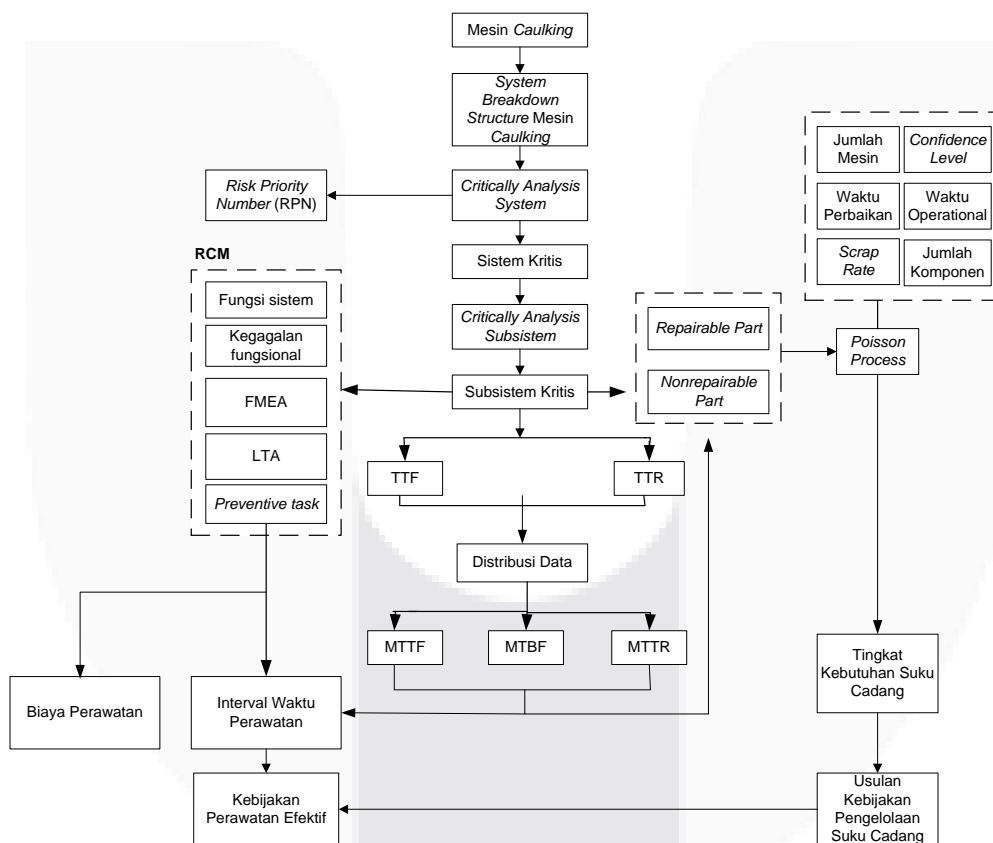 Mesin Caulking
System
Breakdown
Structure Mesin
Caulking
Critically Analysis
System
Risk Priority
Number (RPN)
Sistem Kritis
Critically Analysis
Subsistem
Subsistem Kritis
RCM
Fungsi sistem
Kegagalan
fungsional
FMEA
LTA
Preventive task
Repairable Part
Nonrepairable
Part
Jumlah
Mesin
Confidence
Level
Waktu
Perbaikan
Waktu
Operational
Scrap
Rate
Jumlah
Komponen
Poisson
Process
TTF
TTR
Distribusi Data
MTTF
MTBF
MTTR
Biaya Perawatan
Interval Waktu
Perawatan
Tingkat
Kebutuhan Suku
Cadang
Kebijakan
Perawatan Efektif
Usulan
Kebijakan
Pengelolaan
Suku Cadang